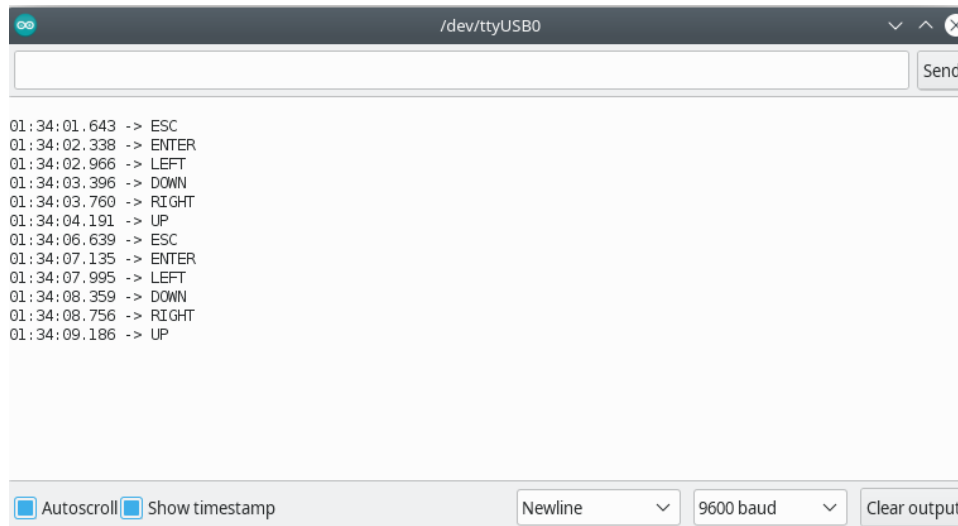 /dev/ttyUSB0
Send
01:34:01.643 -> ESC
01:34:02.338 -> ENTER
01:34:02.966 -> LEFT
01:34:03.396 -> DOWN
01:34:03.760 -> RIGHT
01:34:04.191 -> UP
01:34:06.639 -> ESC
01:34:07.135 -> ENTER
01:34:07.995 -> LEFT
01:34:08.359 -> DOWN
01:34:08.756 -> RIGHT
01:34:09.186 -> UP
Autoscroll Show timestamp Newline 9600 baud Clear output